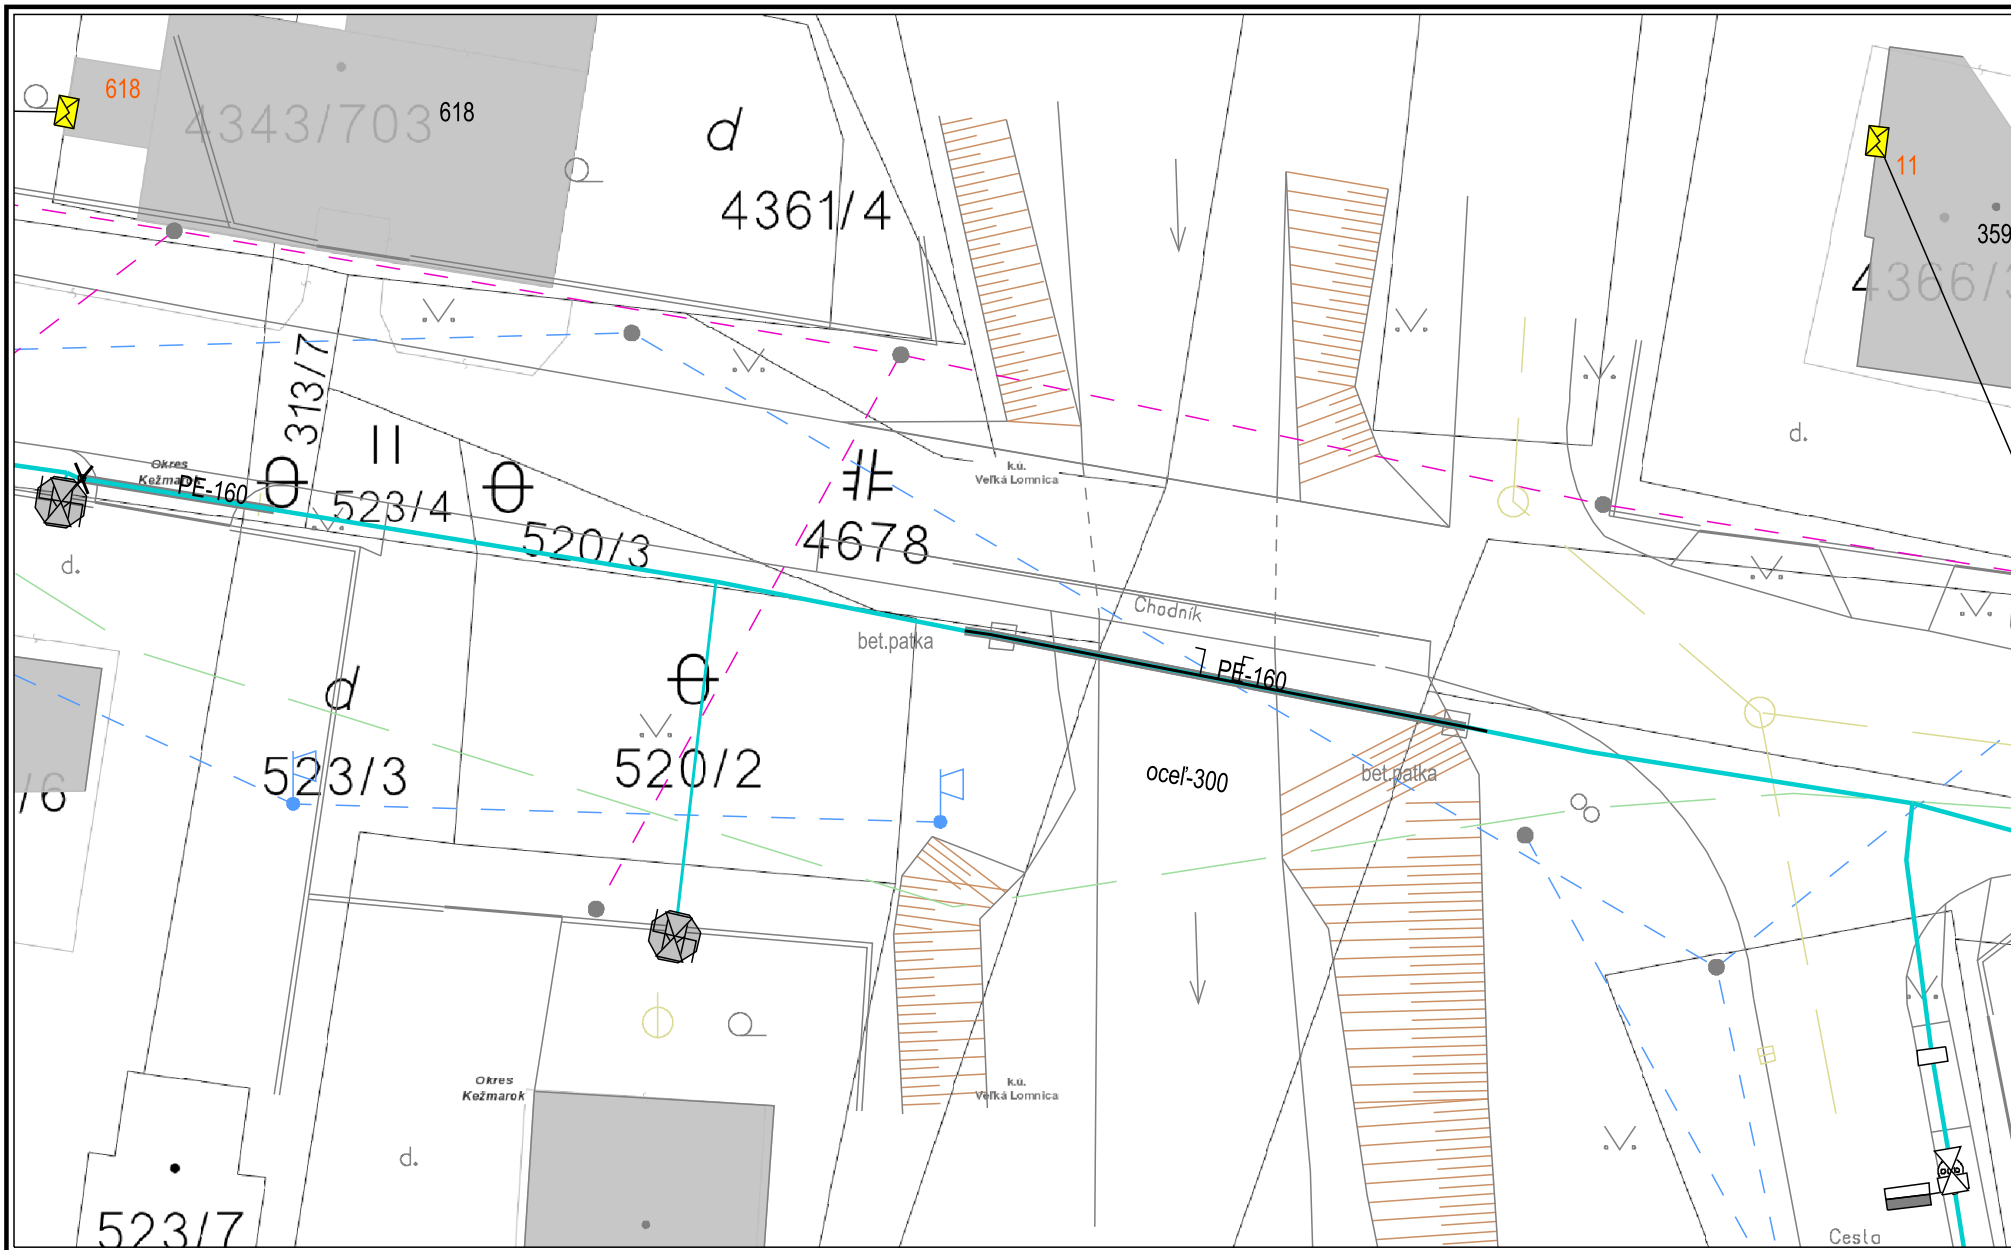 618
4343/703
618
d
4361/4
11
359
4366/3
313/7
d.
Okres
Kežmarok
PE-160
523/4
520/3
4678
k.ú.
Veľká Lomnica
d.
Chodník
bet.patka
PE-160
d
523/3
520/2
oceľ-300
bet.patka
/6
Okres
Kežmarok
k.ú.
Veľká Lomnica
d.
523/7
Cesta